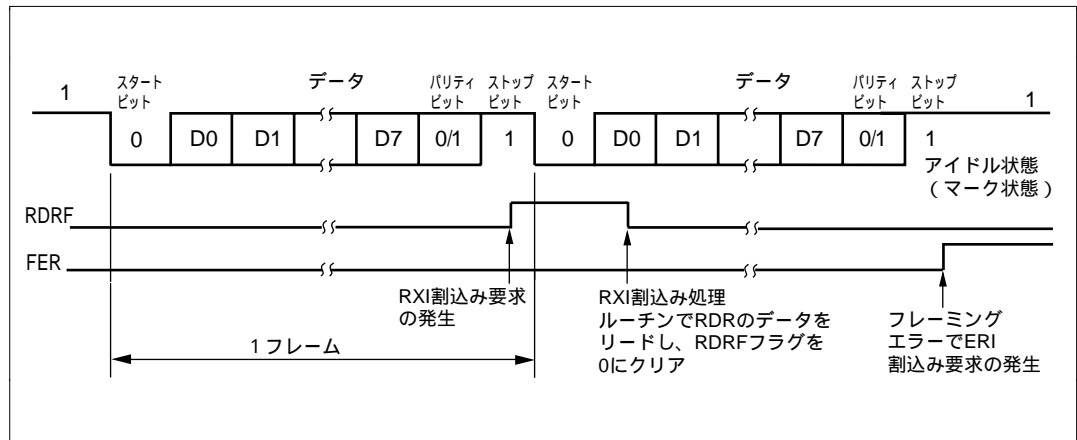 1
スタート
ビット
データ
パリティ
ビット
ストップ
ビット
スタート
ビット
データ
パリティ
ビット
ストップ
ビット
1
0 D0 D1 D7 0/1 1 0 D0 D1 D7 0/1 1
アイドル状態
(マーク状態)
RDRF
FER
RXI割込み要求
の発生
RXI割込み処理
ルーチンでRDRのデータを
リードし、RDRFフラグを
0にクリア
フレーミング
エラーでERI
割込み要求の発生
1フレーム